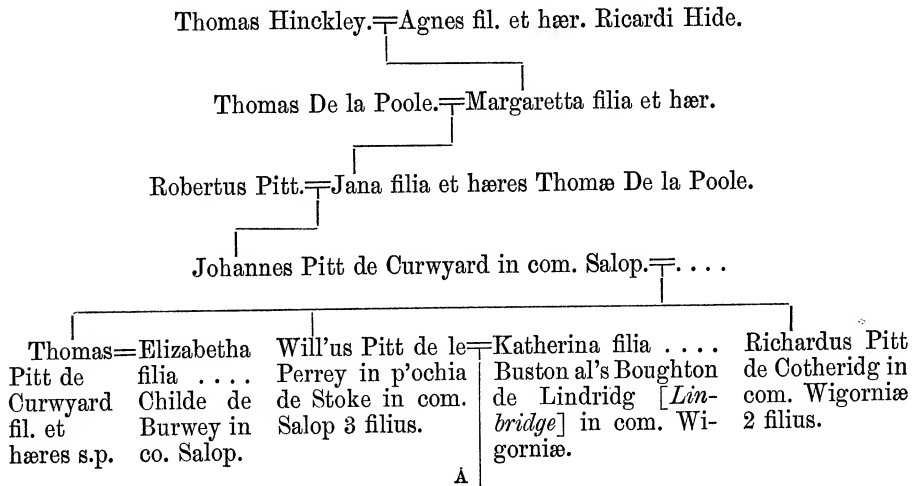 Thomas Hinckley.=Agnes fil. et hær. Ricardi Hide.
Thomas De la Poole.=Margaretta filia et hær.
Robertus Pitt.=Jana filia et hæres Thomæ De la Poole.
Johannes Pitt de Curwyard in com. Salop.=. . . .
Thomas=Elizabetha
Pitt de filia . . . .
Curwyard Childe de
fil. et Burwey in
hæres s.p. co. Salop.
Will'us Pitt de le=Katherina filia . . . .
Perrey in p'ochia Buston al's Boughton
de Stoke in com. de Lindridg [Lin-
Salop 3 filius. bridge] in com. Wi-
gorniæ.
Richardus Pitt
de Cotheridg in
com. Wigorniæ
2 filius.
A